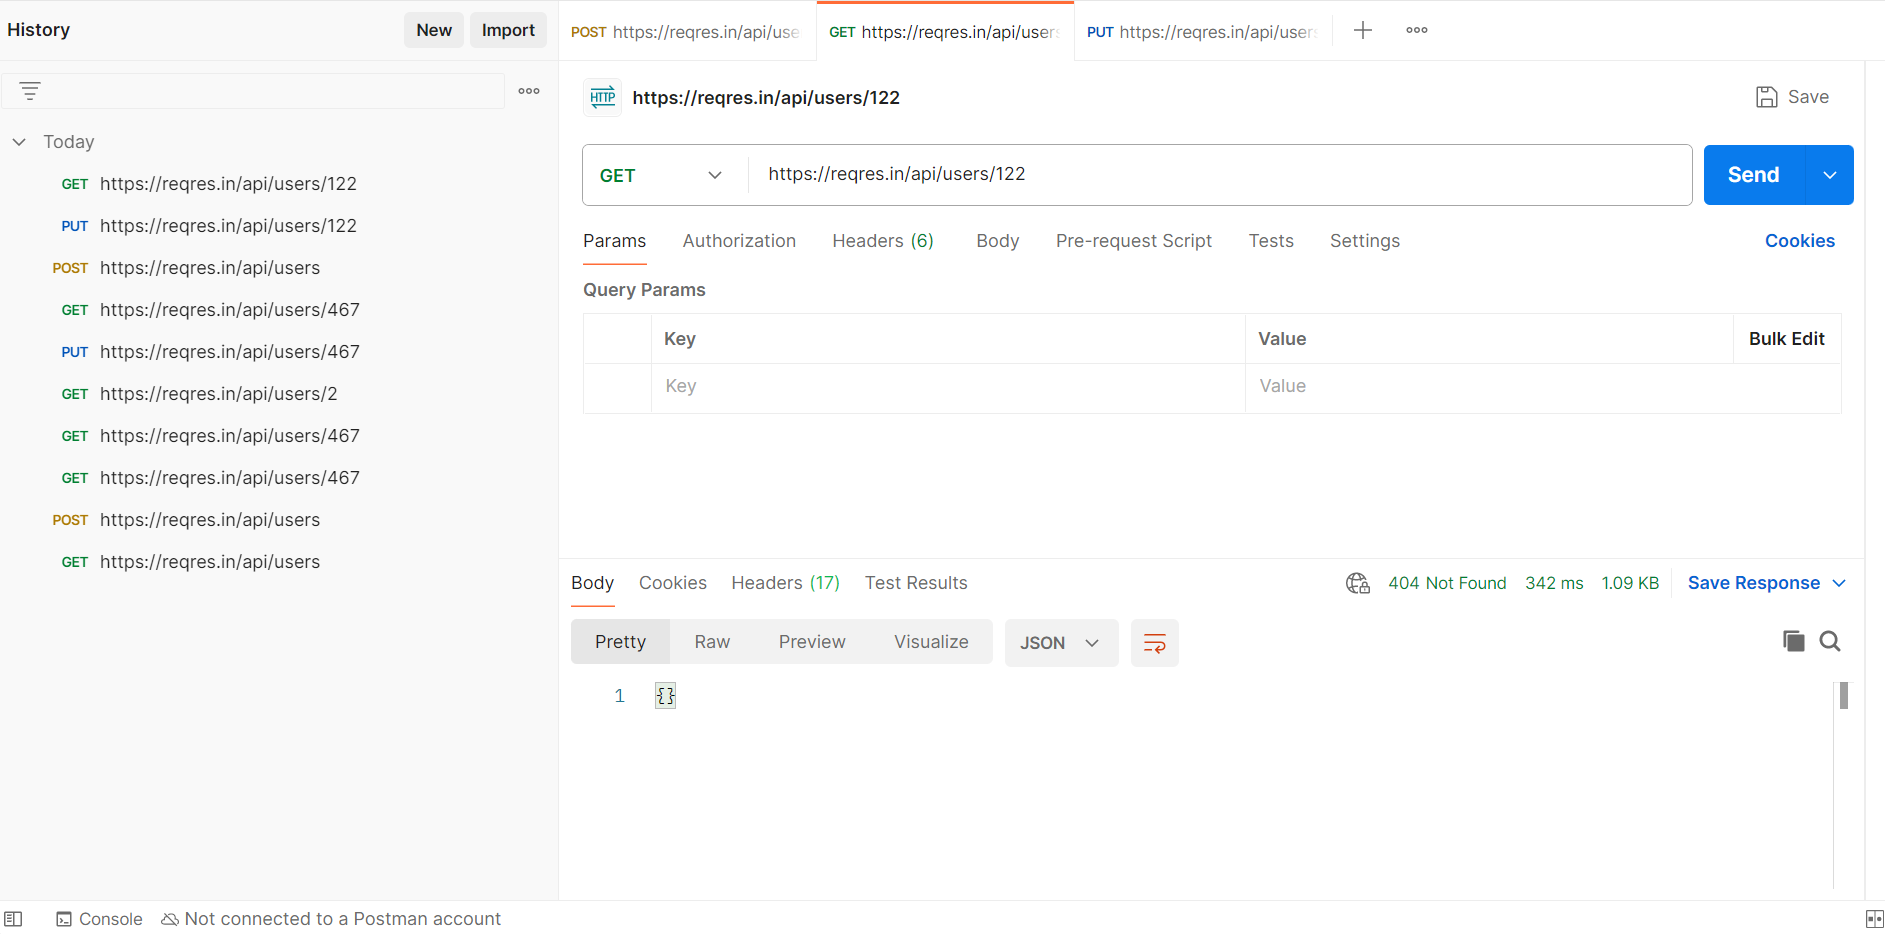 History
New
Import
Today
GET https://reqres.in/api/users/122
PUT https://reqres.in/api/users/122
POST https://reqres.in/api/users
GET https://reqres.in/api/users/467
PUT https://reqres.in/api/users/467
GET https://reqres.in/api/users/2
GET https://reqres.in/api/users/467
GET https://reqres.in/api/users/467
POST https://reqres.in/api/users
GET https://reqres.in/api/users
POST https://reqres.in/api/use
GET https://reqres.in/api/users
PUT https://reqres.in/api/users
HTTP https://reqres.in/api/users/122
Save
GET https://reqres.in/api/users/122
Send
Params Authorization Headers (6) Body Pre-request Script Tests Settings Cookies
Query Params
Key Value Bulk Edit
Key Value
Body Cookies Headers (17) Test Results 404 Not Found 342 ms 1.09 KB Save Response
Pretty Raw Preview Visualize JSON
1 {}
Console Not connected to a Postman account